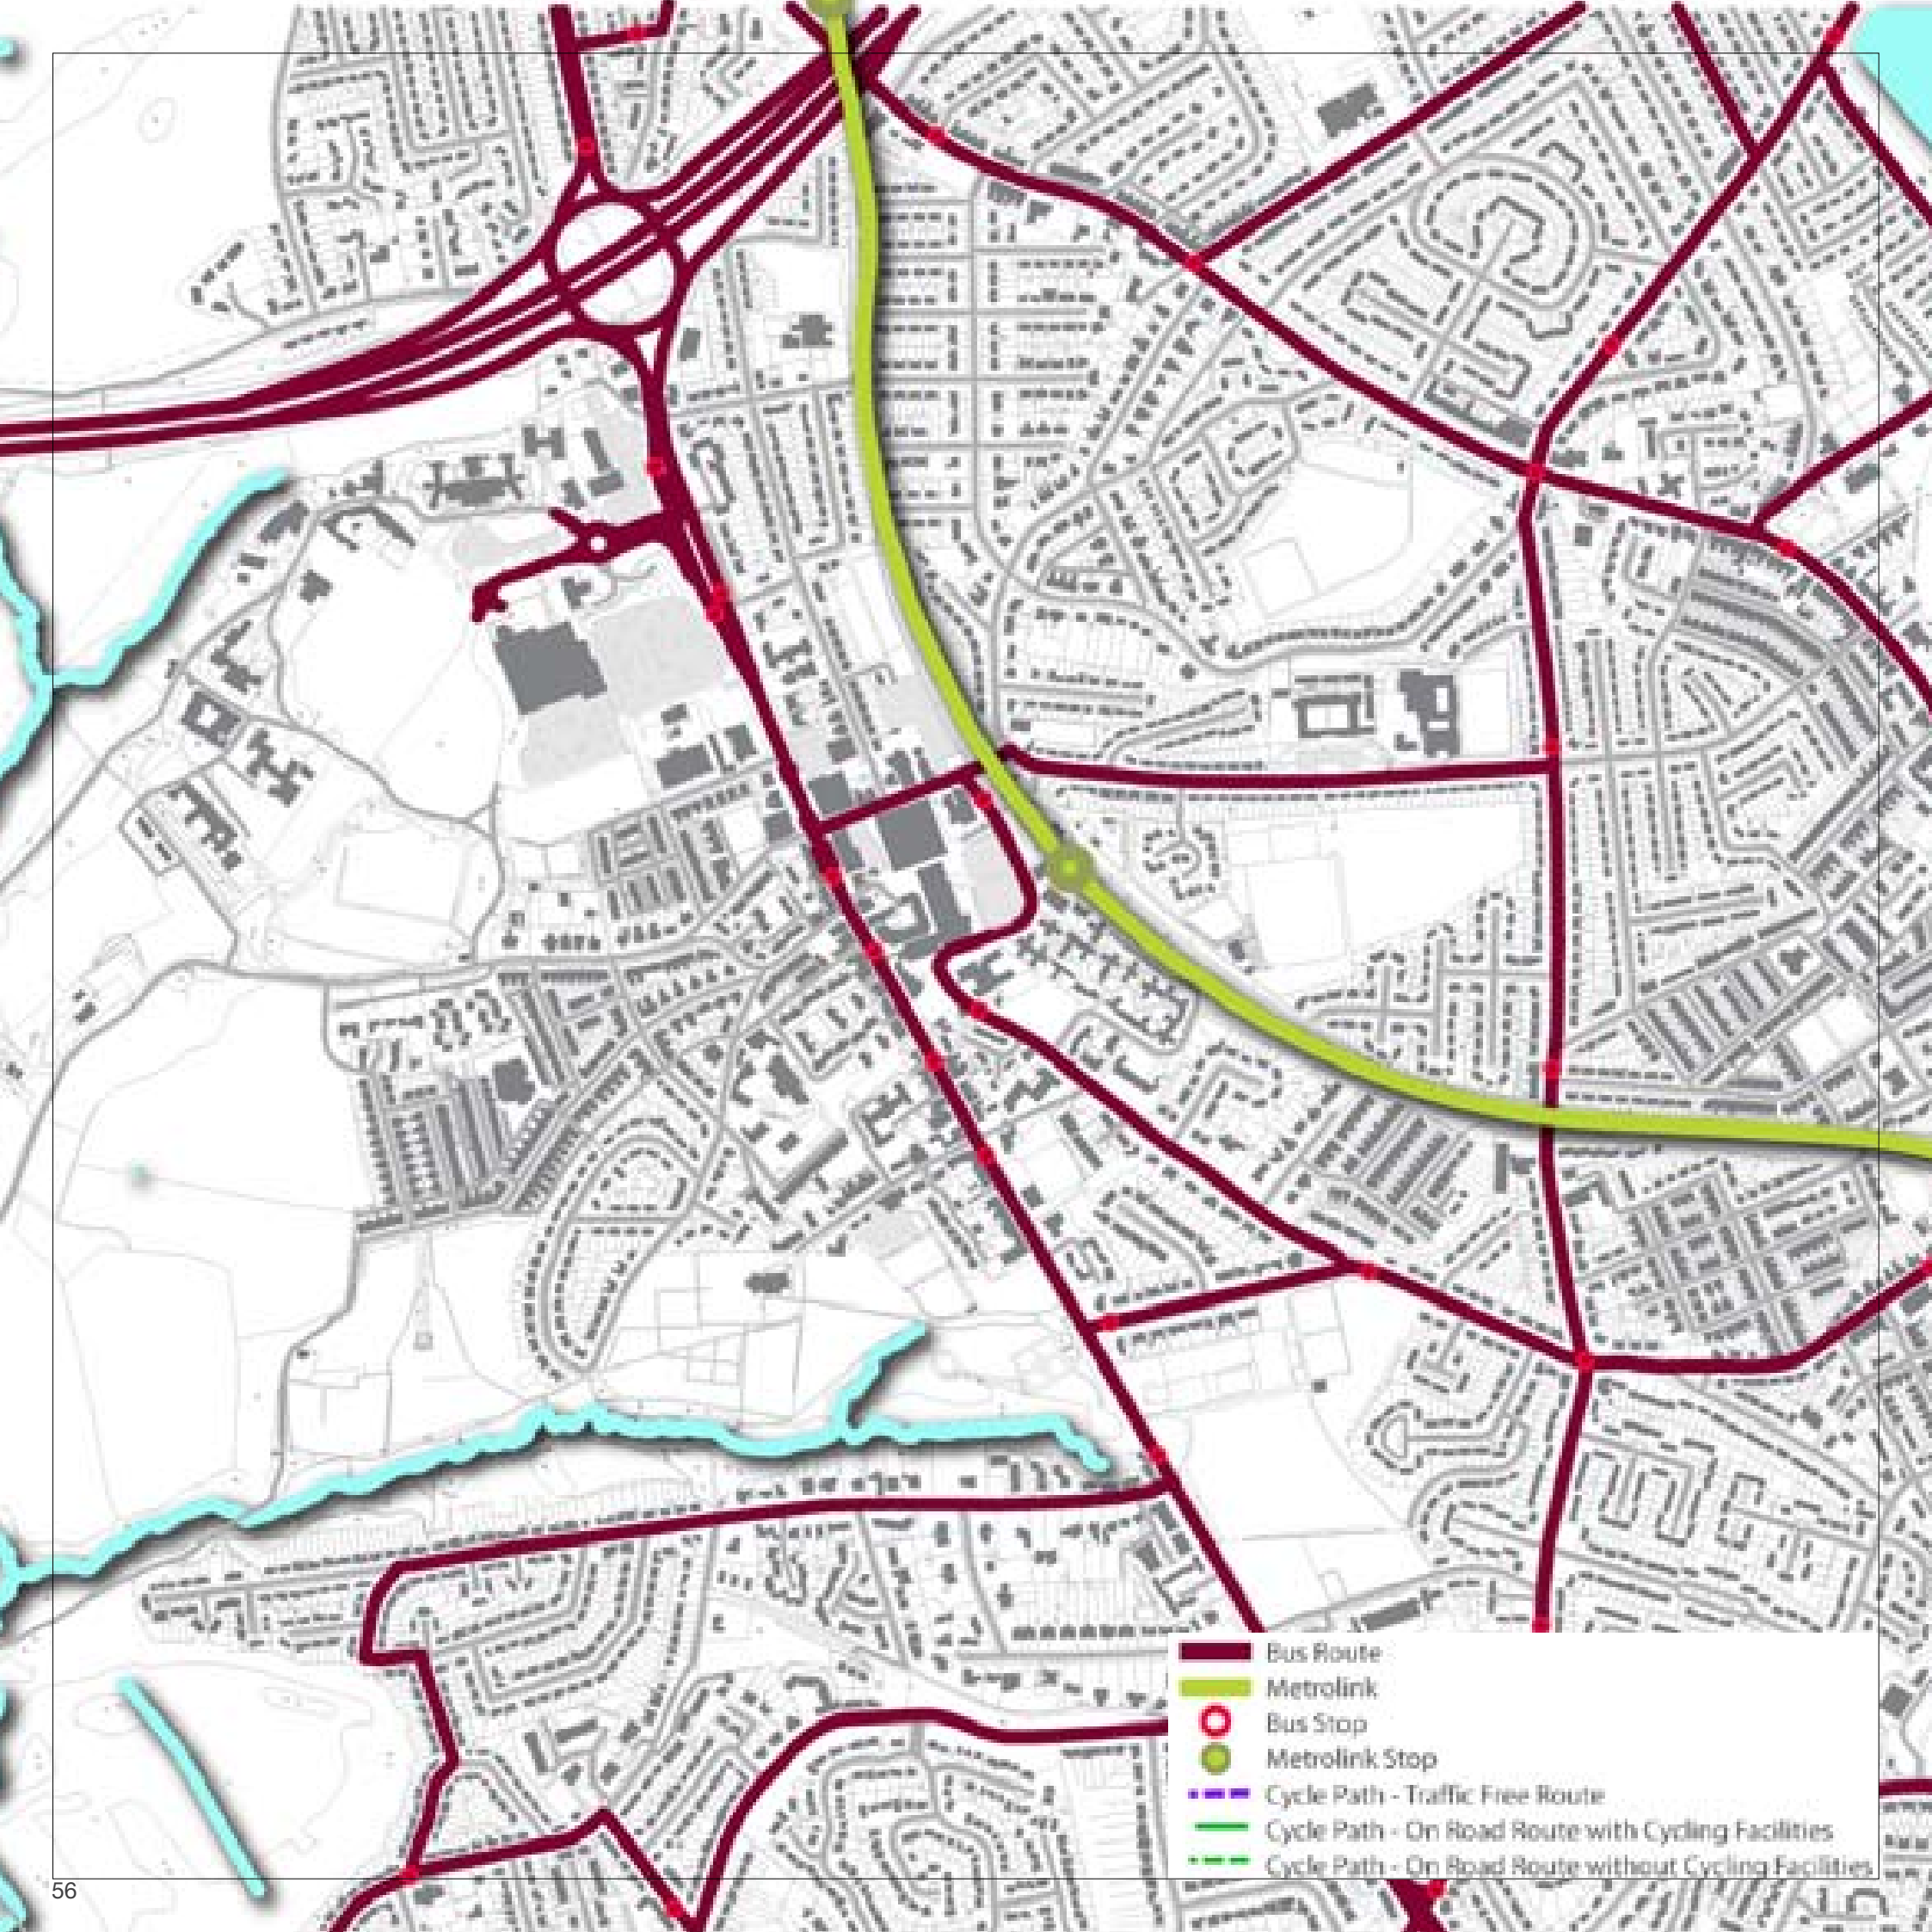 Bus Route
Metrolink
Bus Stop
Metrolink Stop
Cycle Path - Traffic Free Route
Cycle Path - On Road Route with Cycling Facilities
Cycle Path - On Road Route without Cycling Facilities
56